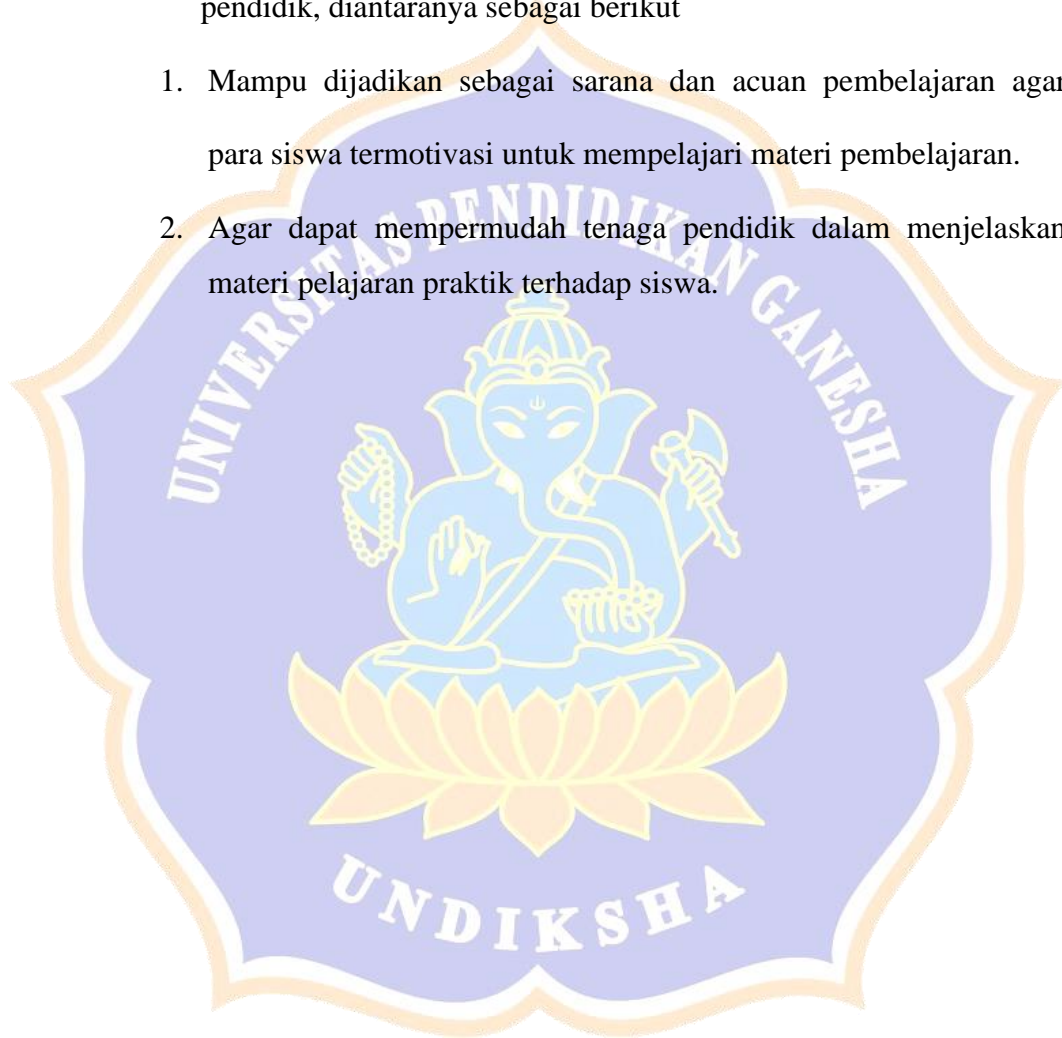 pendidik, diantaranya sebagai berikut
1. Mampu dijadikan sebagai sarana dan acuan pembelajaran agar
para siswa termotivasi untuk mempelajari materi pembelajaran.
2. Agar dapat mempermudah tenaga pendidik dalam menjelaskan
materi pelajaran praktik terhadap siswa.
UNIVERSITAS PENDIDIKAN GANESHA
UNDIKSHA